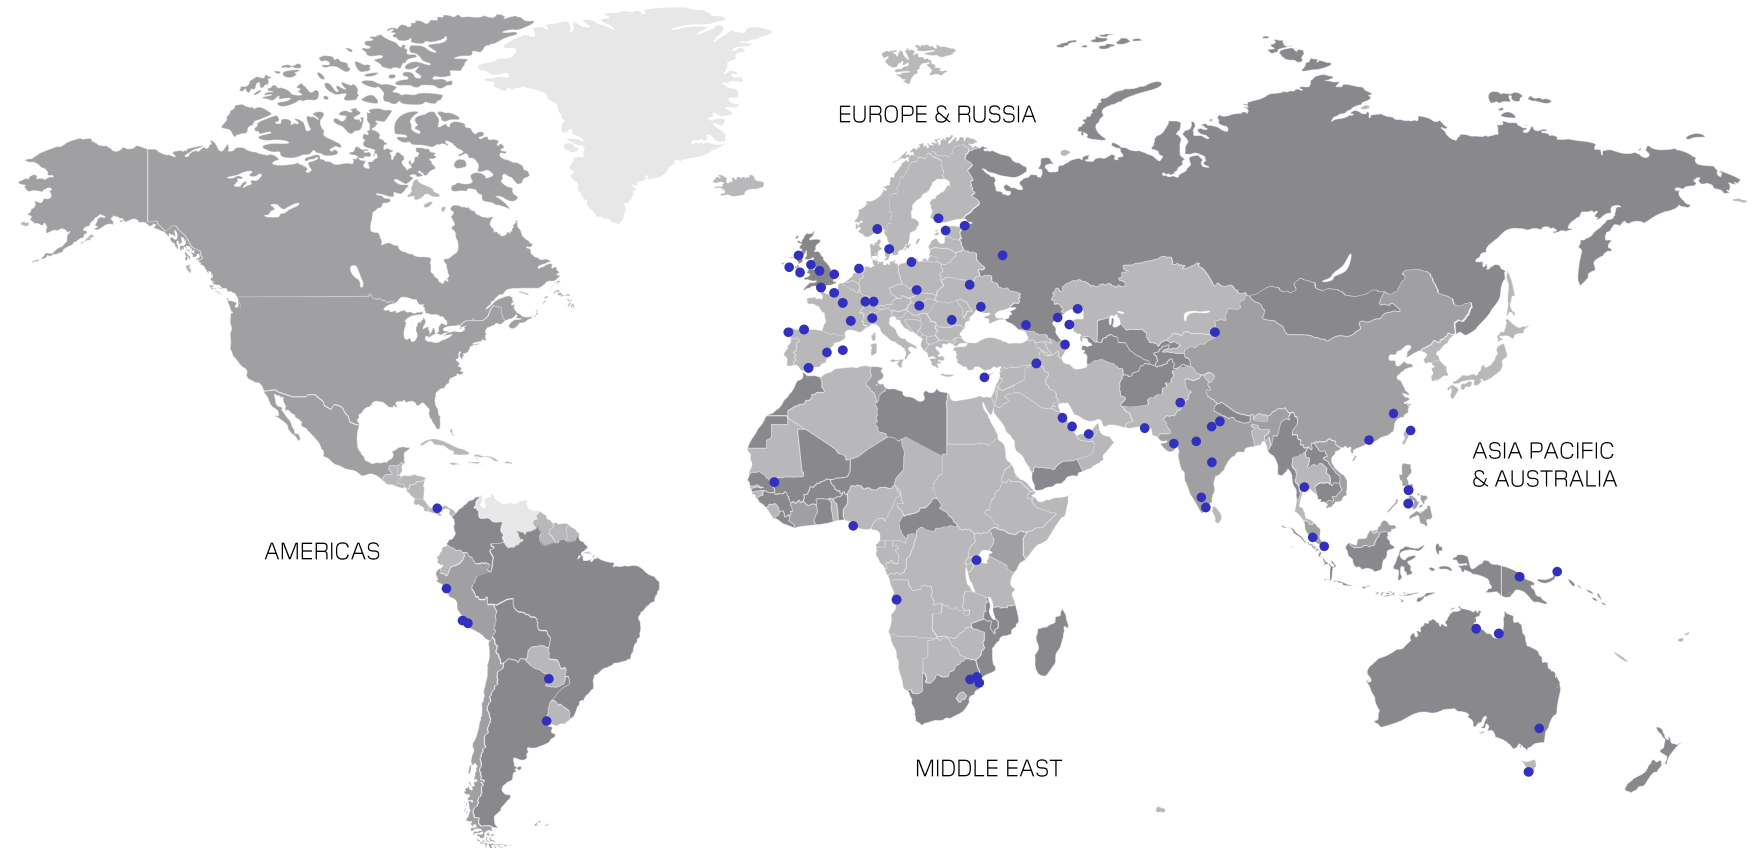 EUROPE & RUSSIA
ASIA PACIFIC
& AUSTRALIA
AMERICAS
MIDDLE EAST